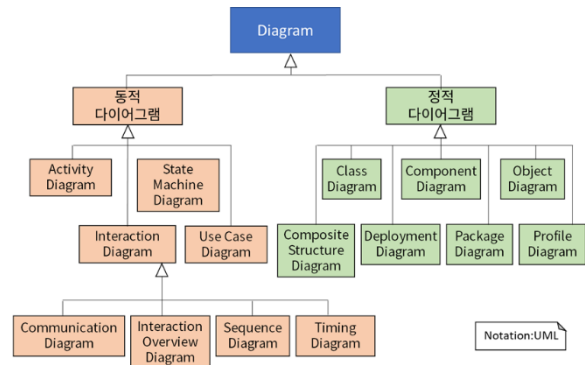 Diagram
동적
다이어그램
정적
다이어그램
Activity
Diagram
State
Machine
Diagram
Class
Diagram
Component
Diagram
Object
Diagram
Interaction
Diagram
Use Case
Diagram
Composite
Structure
Diagram
Deployment
Diagram
Package
Diagram
Profile
Diagram
Communication
Diagram
Interaction
Overview
Diagram
Sequence
Diagram
Timing
Diagram
Notation:UML